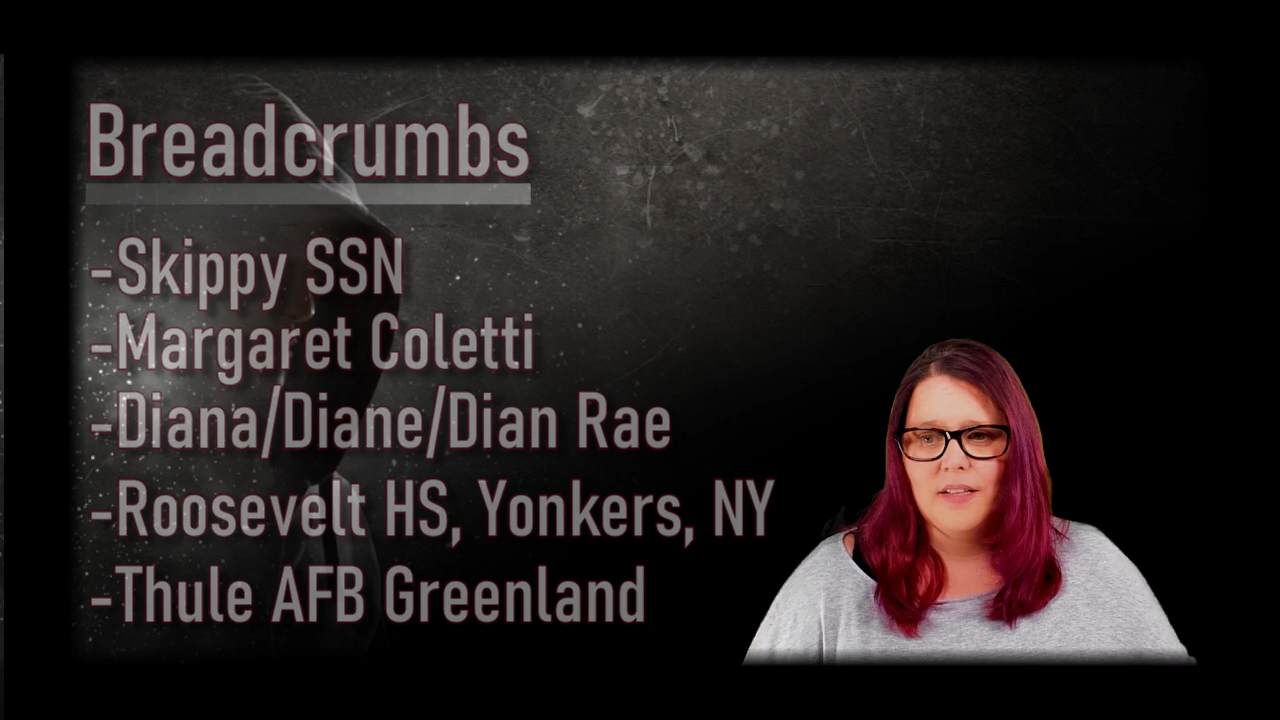 Breadcrumbs
-Skippy SSN
-Margaret Coletti
-Diana/Diane/Dian Rae
-Roosevelt HS, Yonkers, NY
-Thule AFB Greenland